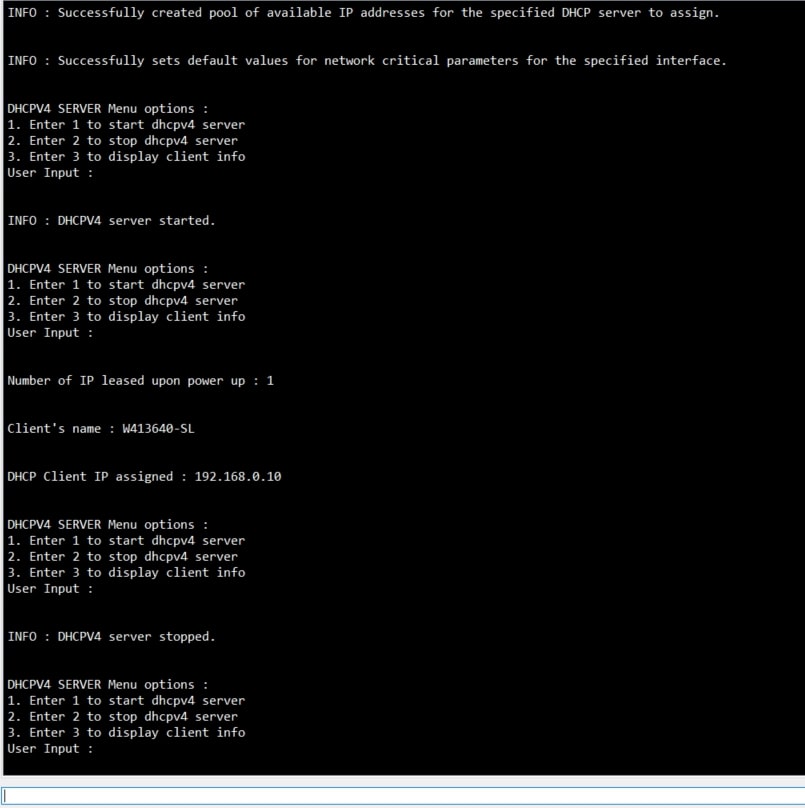 INFO : Successfully created pool of available IP addresses for the specified DHCP server to assign.
INFO : Successfully sets default values for network critical parameters for the specified interface.
DHCPV4 SERVER Menu options :
1. Enter 1 to start dhcpv4 server
2. Enter 2 to stop dhcpv4 server
3. Enter 3 to display client info
User Input :
INFO : DHCPV4 server started.
DHCPV4 SERVER Menu options :
1. Enter 1 to start dhcpv4 server
2. Enter 2 to stop dhcpv4 server
3. Enter 3 to display client info
User Input :
Number of IP leased upon power up : 1
Client's name : W413640-SL
DHCP Client IP assigned : 192.168.0.10
DHCPV4 SERVER Menu options :
1. Enter 1 to start dhcpv4 server
2. Enter 2 to stop dhcpv4 server
3. Enter 3 to display client info
User Input :
INFO : DHCPV4 server stopped.
DHCPV4 SERVER Menu options :
1. Enter 1 to start dhcpv4 server
2. Enter 2 to stop dhcpv4 server
3. Enter 3 to display client info
User Input :